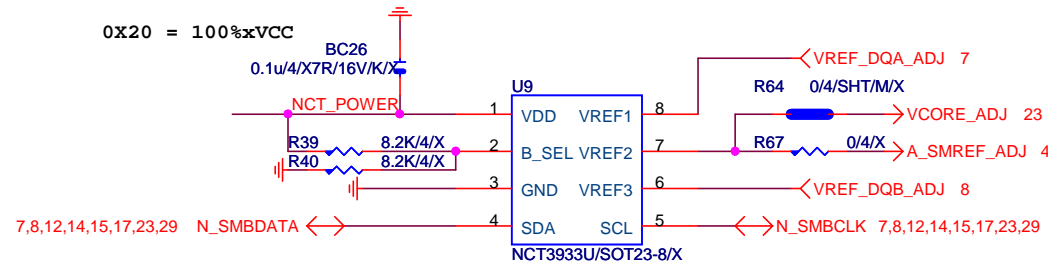 0X20 = 100%xVCC
BC26
0.1u/4/X7R/16V/K/X
U9
NCT_POWER
VREF_DQA_ADJ 7
R64 0/4/SHT/M/X
1 VDD VREF1 8
VCORE_ADJ 23
R39 8.2K/4/X
R67 0/4/X
2 B_SEL VREF2 7
A_SMREF_ADJ 4
R40 8.2K/4/X
3 GND VREF3 6
VREF_DQB_ADJ 8
7,8,12,14,15,17,23,29 N_SMBDATA
4 SDA SCL 5
N_SMBCLK 7,8,12,14,15,17,23,29
NCT3933U/SOT23-8/X